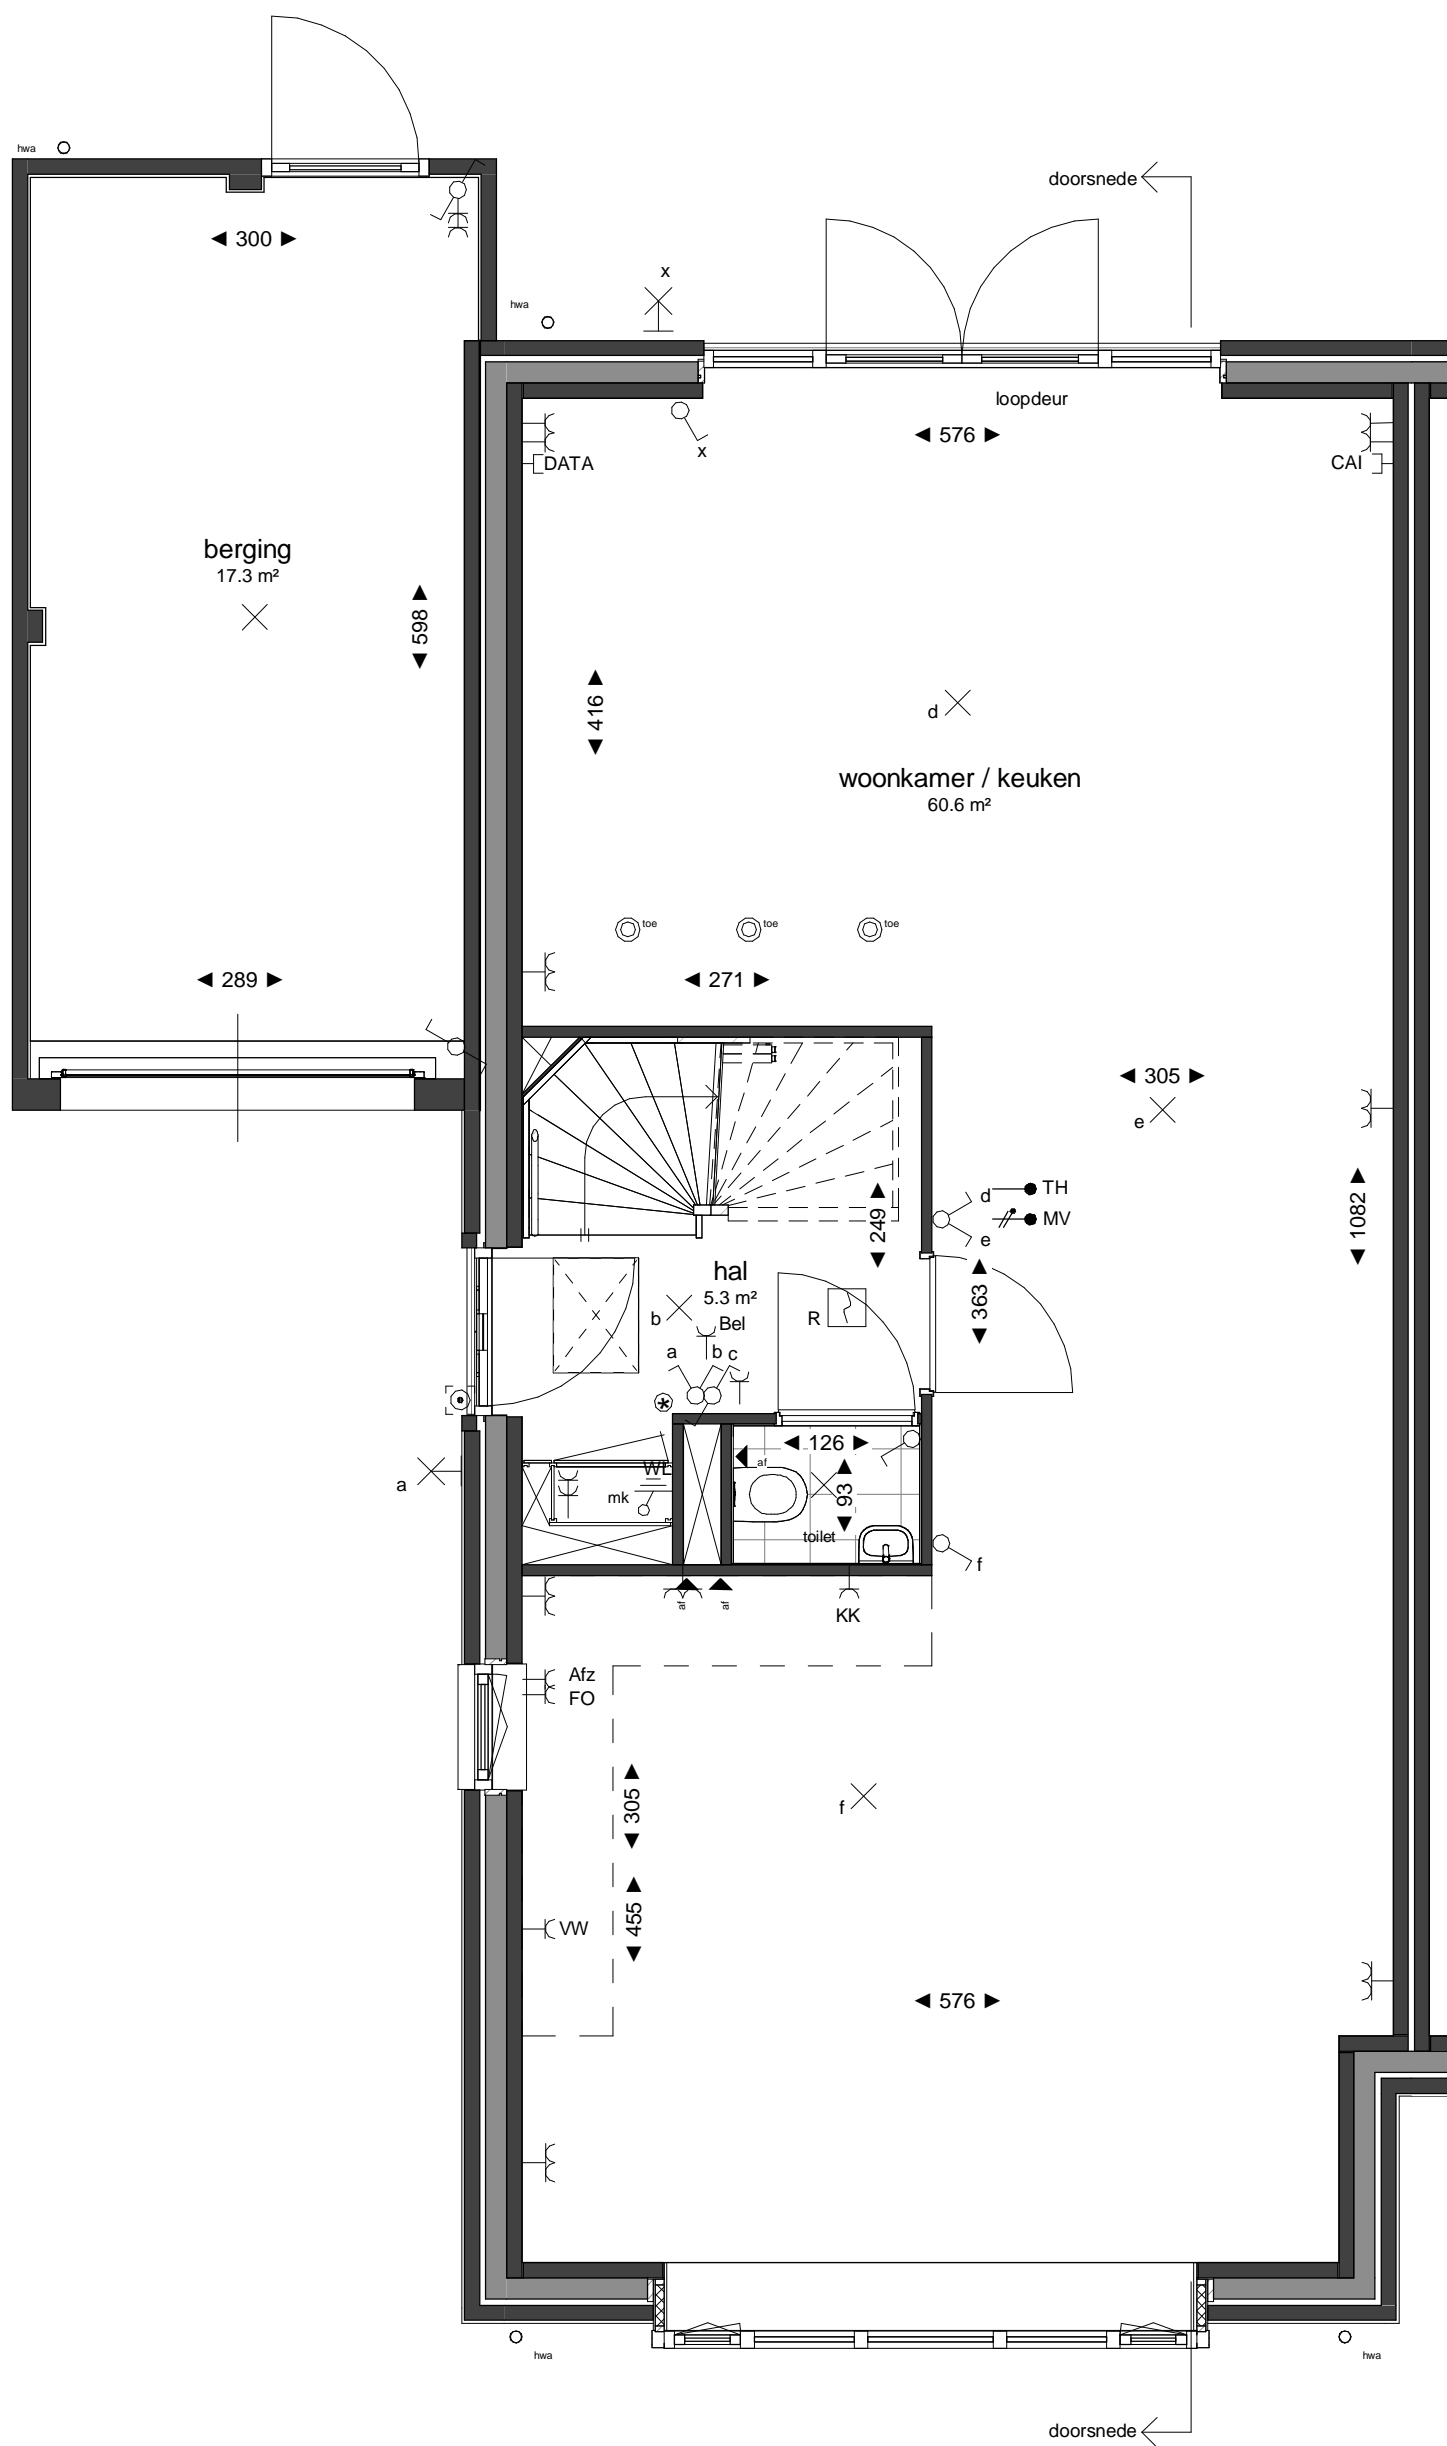 hwa
doorsnede
◄ 300 ►
x
hwa
loopdeur
◄ 576 ►
x
DATA
CAI
berging
17.3 m²
◄ 598 ►
◄ 416 ►
d
woonkamer / keuken
60.6 m²
toe
toe
toe
◄ 289 ►
◄ 271 ►
◄ 305 ►
e
TH
d
MV
◄ 249 ►
e
◄ 1082 ►
hal
5.3 m²
◄ 363 ►
b
Bel
R
a
b
c
*
◄ 126 ►
af
WL
a
mk
◄ 93 ►
toilet
f
af
af
KK
Afz
FO
◄ 305 ►
f
◄ 455 ►
VW
◄ 576 ►
hwa
hwa
doorsnede